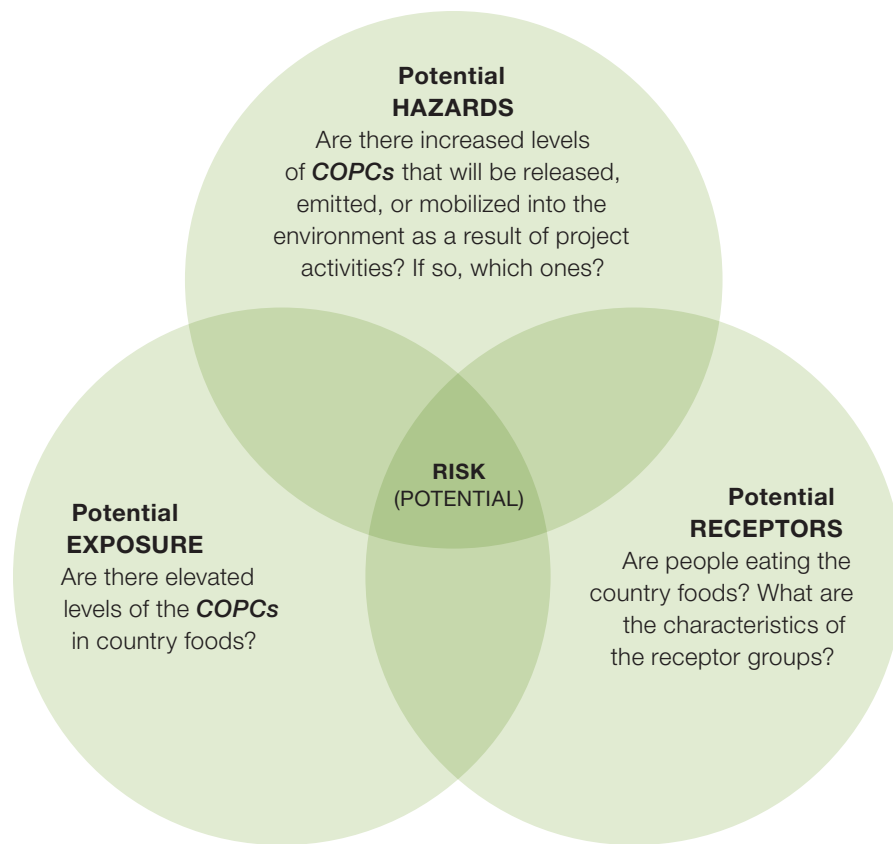 Potential
HAZARDS
Are there increased levels
of COPCs that will be released,
emitted, or mobilized into the
environment as a result of project
activities? If so, which ones?
RISK
(POTENTIAL)
Potential
EXPOSURE
Are there elevated
levels of the COPCs
in country foods?
Potential
RECEPTORS
Are people eating the
country foods? What are
the characteristics of
the receptor groups?